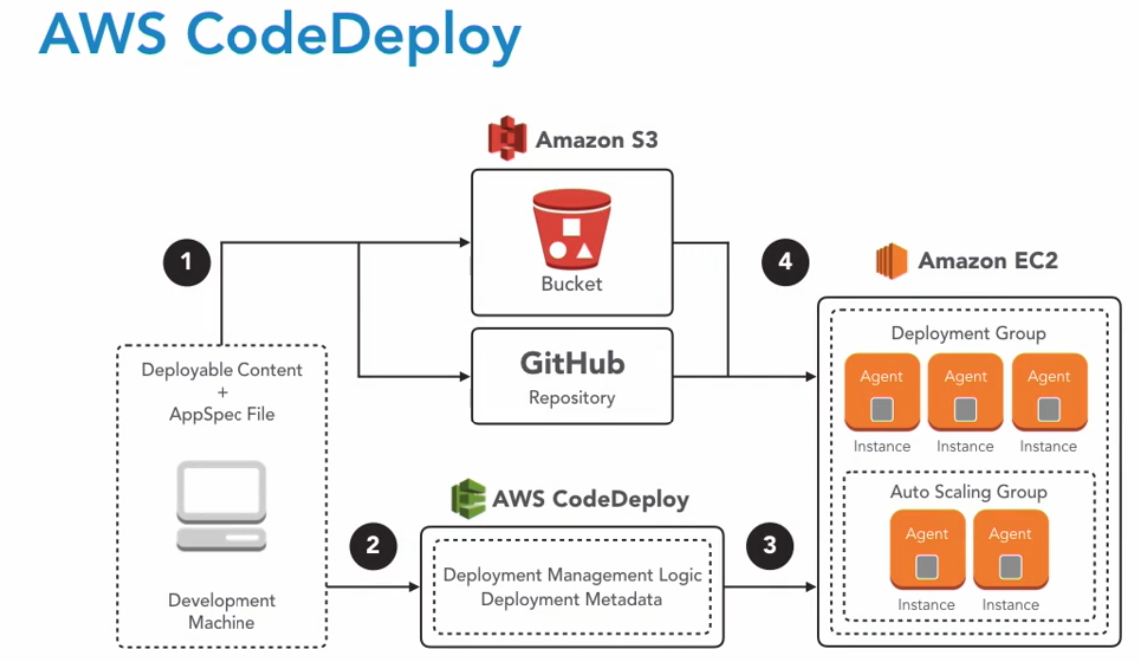 AWS CodeDeploy
Amazon S3
1
Bucket
4
Amazon EC2
GitHub
Repository
Deployable Content
+
AppSpec File
Development
Machine
2
AWS CodeDeploy
Deployment Management Logic
Deployment Metadata
3
Deployment Group
Agent Agent Agent
Instance Instance Instance
Auto Scaling Group
Agent Agent
Instance Instance